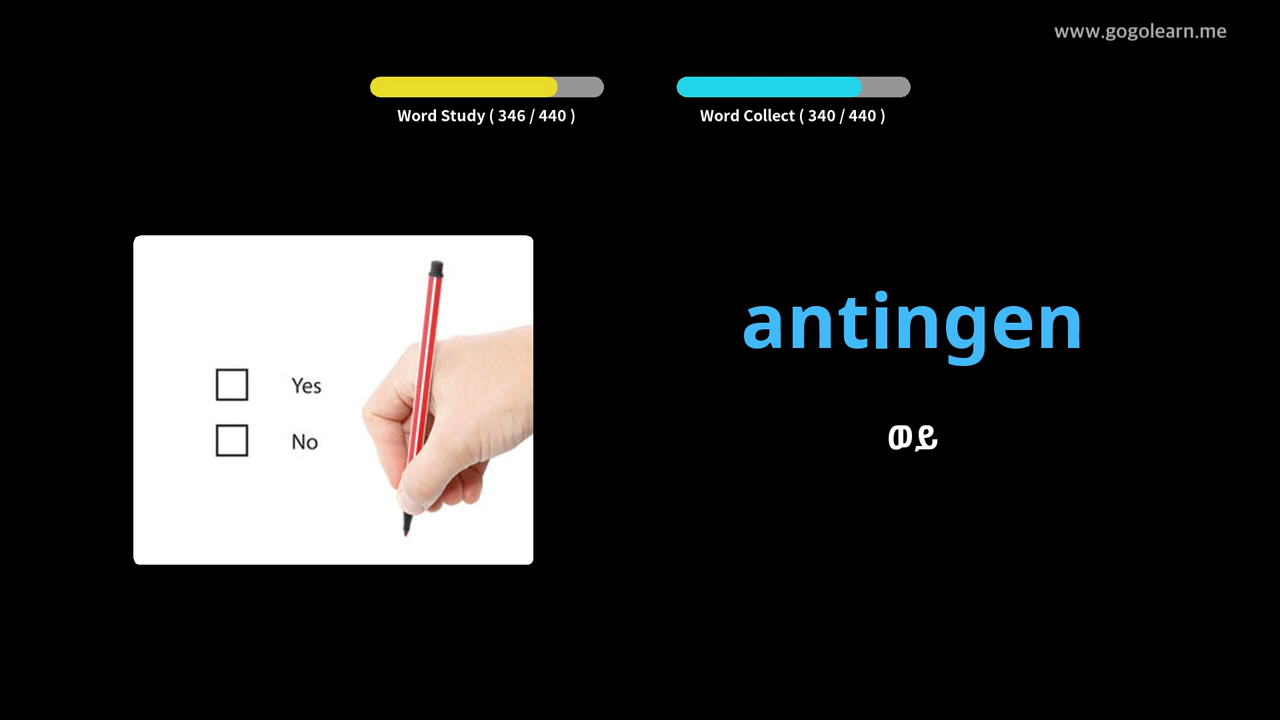 www.gogolearn.me
Word Study ( 346 / 440 )
Word Collect ( 340 / 440 )
Yes
No
antingen
ወይ